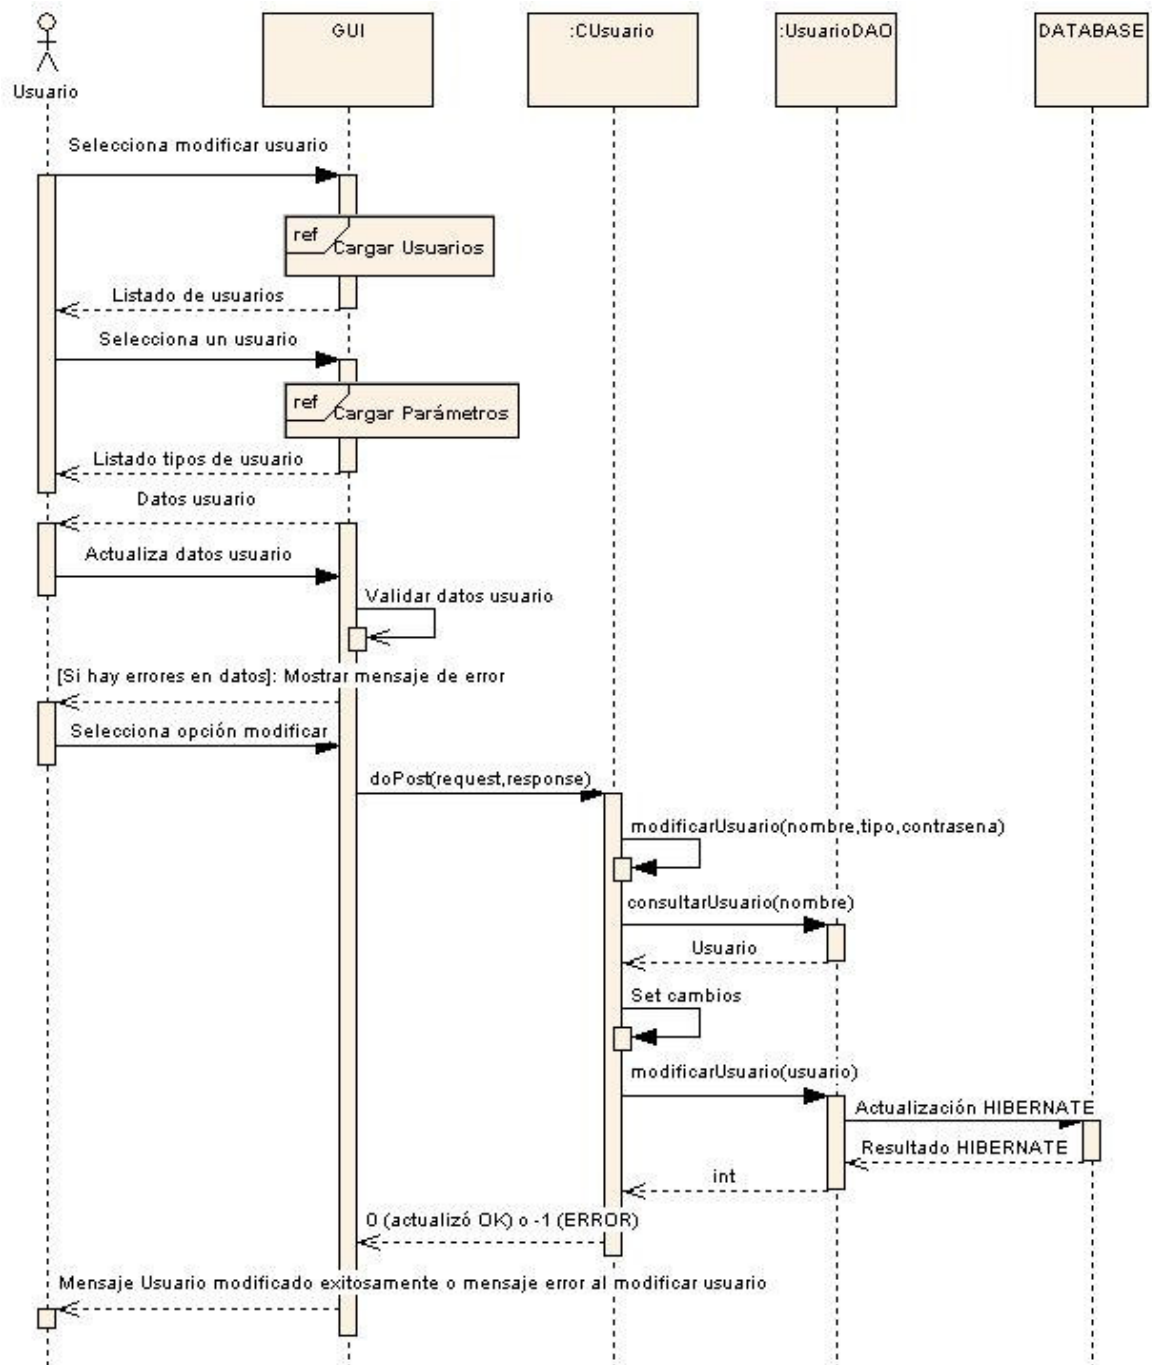 GUI
:CUsuario
:UsuarioDAO
DATABASE
Usuario
Selecciona modificar usuario
ref
Cargar Usuarios
Listado de usuarios
Selecciona un usuario
ref
Cargar Parámetros
Listado tipos de usuario
Datos usuario
Actualiza datos usuario
Validar datos usuario
[Si hay errores en datos]: Mostrar mensaje de error
Selecciona opción modificar
doPost(request,response)
modificarUsuario(nombre,tipo,contrasena)
consultarUsuario(nombre)
Usuario
Set cambios
modificarUsuario(usuario)
Actualización HIBERNATE
Resultado HIBERNATE
int
0 (actualizó OK) o -1 (ERROR)
Mensaje Usuario modificado exitosamente o mensaje error al modificar usuario